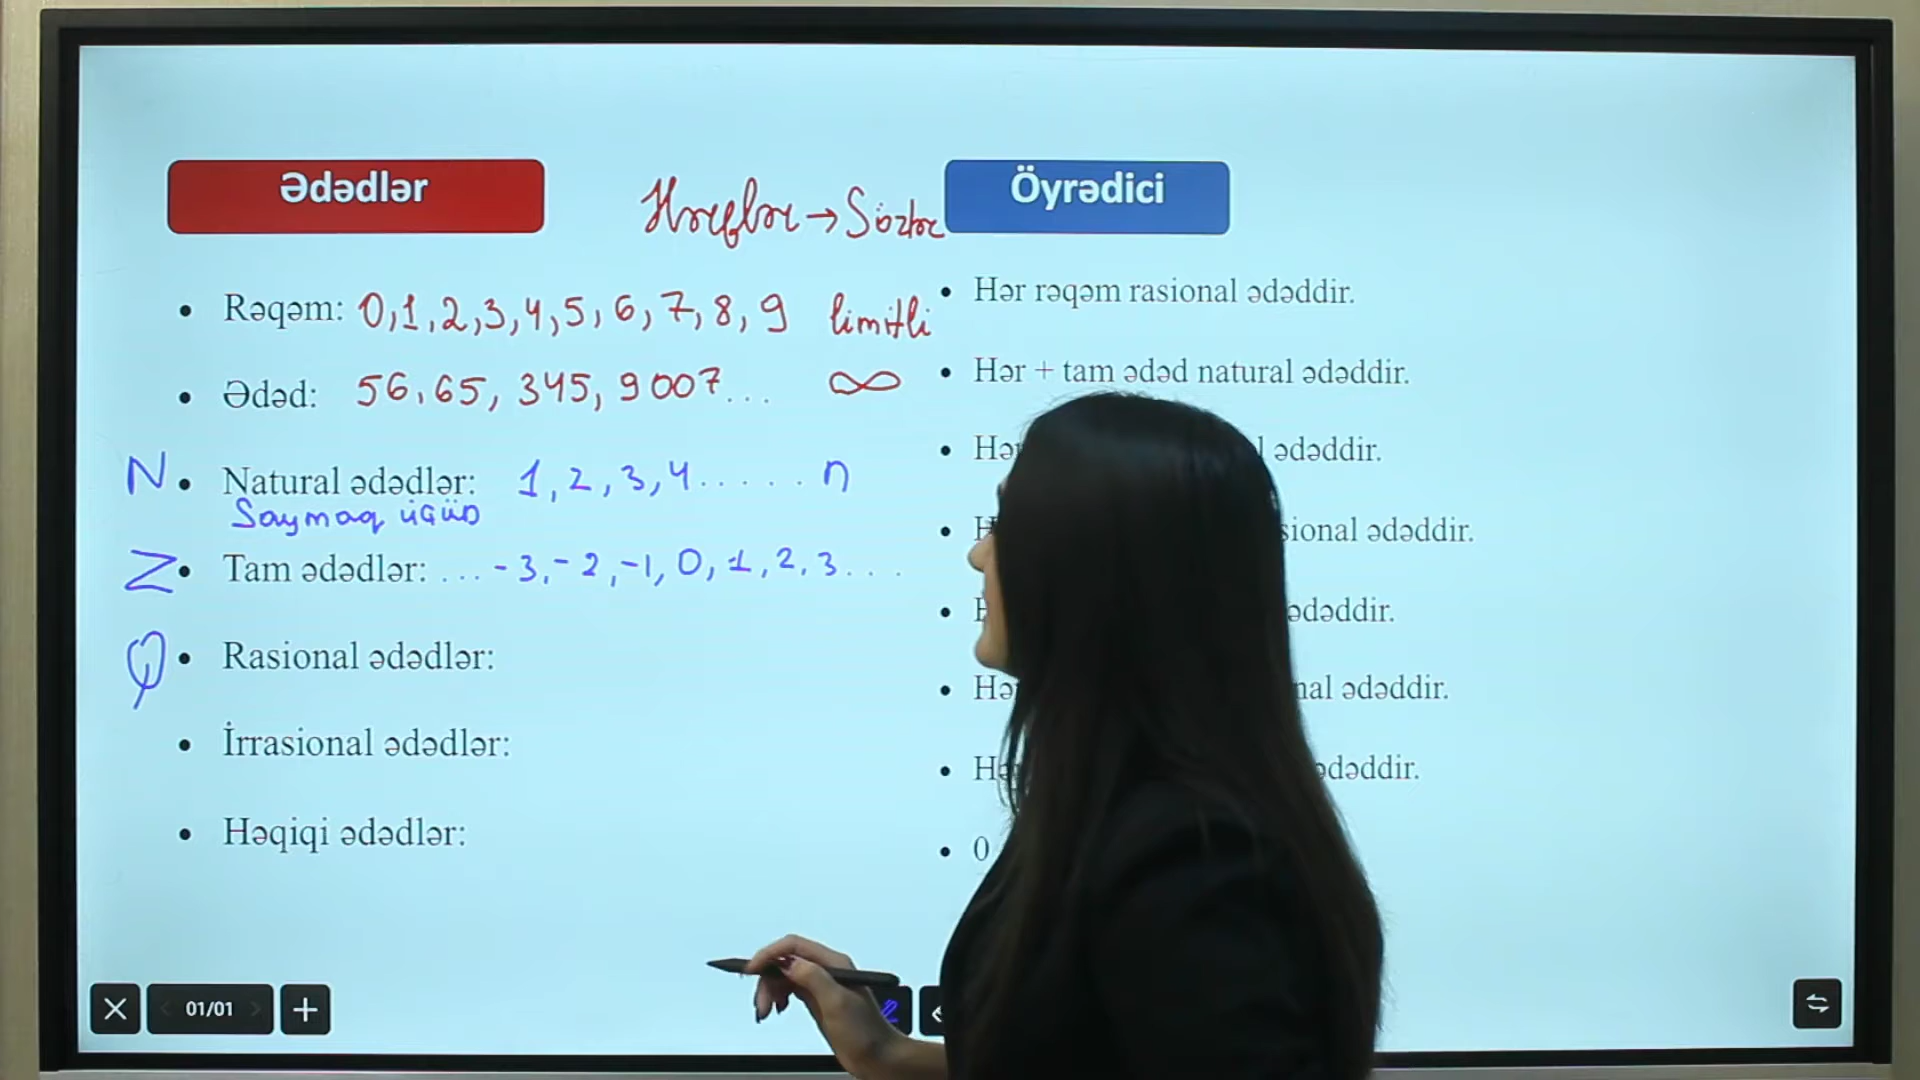 Ədədlər
Hərflər → Sözlər
Rəqəm: 0, 1, 2, 3, 4, 5, 6, 7, 8, 9 limitli
Ədəd: 56, 65, 345, 9007... ∞
N • Natural ədədlər: 1, 2, 3, 4..... n
Saymaq üçün
Z • Tam ədədlər: ... -3, -2, -1, 0, 1, 2, 3...
Q • Rasional ədədlər:
İrrasional ədədlər:
Həqiqi ədədlər:
Öyrədici
Hər rəqəm rasional ədəddir.
Hər + tam ədəd natural ədəddir.
ədəddir.
ədəddir.
ədəddir.
ədəddir.
ədəddir.
0
01/01